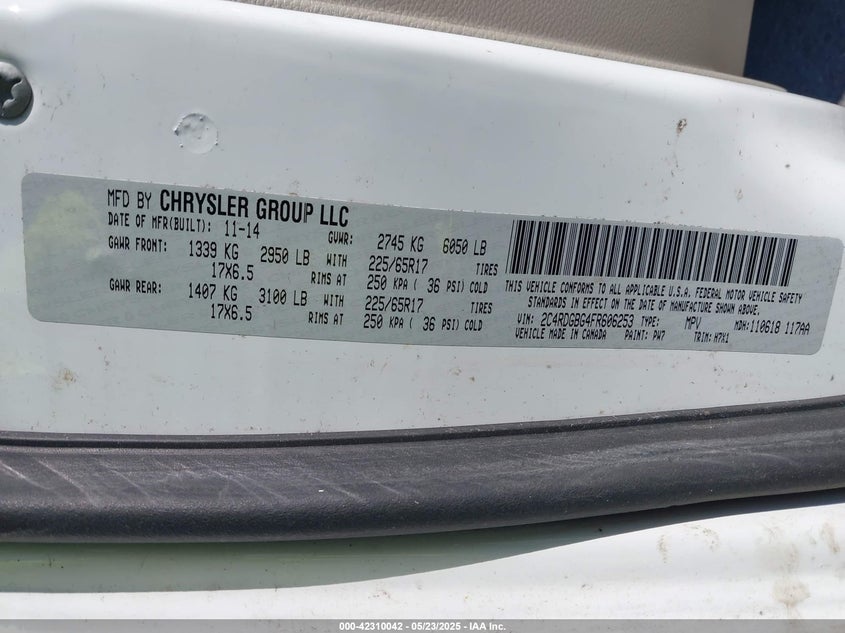 MFD BY CHRYSLER GROUP LLC
DATE OF MFR(BUILT): 11-14 GVWR: 2745 KG 6050 LB
GAWR FRONT: 1339 KG 2950 LB WITH 225/65R17 TIRES
17X6.5 RIMS AT 250 KPA ( 36 PSI) COLD
GAWR REAR: 1407 KG 3100 LB WITH 225/65R17 TIRES
17X6.5 RIMS AT 250 KPA ( 36 PSI) COLD
THIS VEHICLE CONFORMS TO ALL APPLICABLE U.S.A. FEDERAL MOTOR VEHICLE SAFETY
STANDARDS IN EFFECT ON THE DATE OF MANUFACTURE SHOWN ABOVE.
VIN: 2C4RDGBG4FR606253 TYPE: MPV MDH: 110618 117AA
VEHICLE MADE IN CANADA PAINT: PW7 TRIM: H7X1
000-42310042 — 05/23/2025 — IAA Inc.